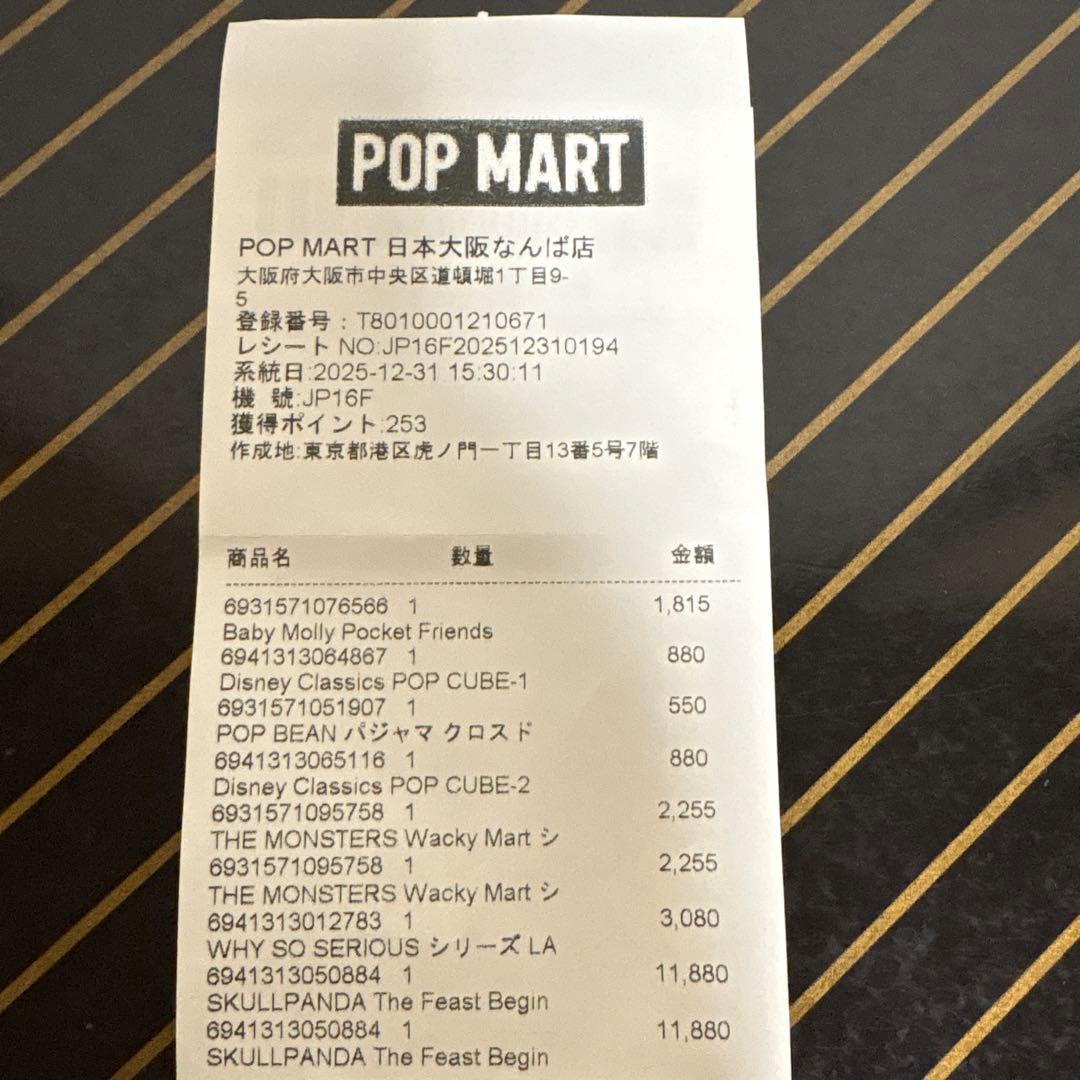 POP MART
POP MART 日本大阪なんば店
大阪府大阪市中央区道頓堀1丁目9-
5
登録番号：T8010001210671
レシート NO:JP16F202512310194
系統日:2025-12-31 15:30:11
機 號:JP16F
獲得ポイント:253
作成地:東京都港区虎ノ門一丁目13番5号7階
商品名 数量 金額
6931571076566 1 1,815
Baby Molly Pocket Friends
6941313064867 1 880
Disney Classics POP CUBE-1
6931571051907 1 550
POP BEAN パジャマ クロスド
6941313065116 1 880
Disney Classics POP CUBE-2
6931571095758 1 2,255
THE MONSTERS Wacky Mart シ
6931571095758 1 2,255
THE MONSTERS Wacky Mart シ
6941313012783 1 3,080
WHY SO SERIOUS シリーズ LA
6941313050884 1 11,880
SKULLPANDA The Feast Begin
6941313050884 1 11,880
SKULLPANDA The Feast Begin